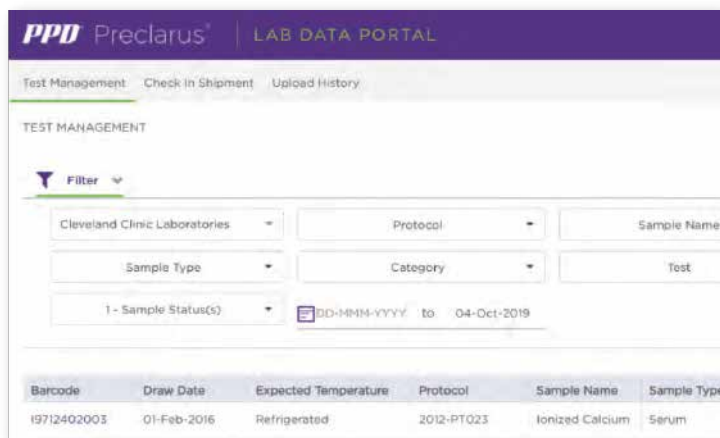 PPD Preclarus® LAB DATA PORTAL
Test Management Check In Shipment Upload History
TEST MANAGEMENT
Filter
Cleveland Clinic Laboratories Protocol Sample Name
Sample Type Category Test
1 - Sample Status(s) DD-MMM-YYYY to 04-Oct-2019
Barcode Draw Date Expected Temperature Protocol Sample Name Sample Type
19712402003 01-Feb-2016 Refrigerated 2012-PT023 Ionized Calcium Serum